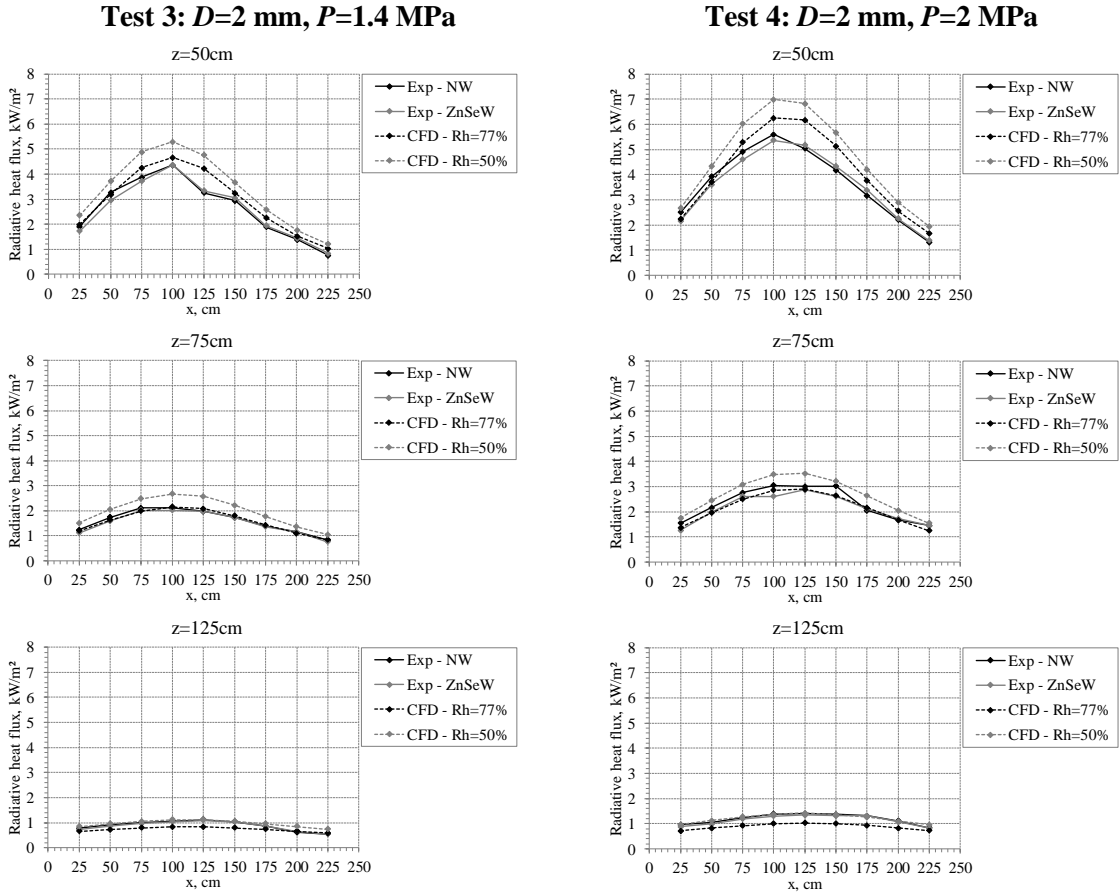 Test 3: D=2 mm, P=1.4 MPa
z=50cm
Radiative heat flux, kW/m²
8
7
6
5
4
3
2
1
0
0 25 50 75 100 125 150 175 200 225 250
x, cm
Exp - NW
Exp - ZnSeW
CFD - Rh=77%
CFD - Rh=50%
z=75cm
Radiative heat flux, kW/m²
8
7
6
5
4
3
2
1
0
0 25 50 75 100 125 150 175 200 225 250
x, cm
Exp - NW
Exp - ZnSeW
CFD - Rh=77%
CFD - Rh=50%
z=125cm
Radiative heat flux, kW/m²
8
7
6
5
4
3
2
1
0
0 25 50 75 100 125 150 175 200 225 250
x, cm
Exp - NW
Exp - ZnSeW
CFD - Rh=77%
CFD - Rh=50%
Test 4: D=2 mm, P=2 MPa
z=50cm
Radiative heat flux, kW/m²
8
7
6
5
4
3
2
1
0
0 25 50 75 100 125 150 175 200 225 250
x, cm
Exp - NW
Exp - ZnSeW
CFD - Rh=77%
CFD - Rh=50%
z=75cm
Radiative heat flux, kW/m²
8
7
6
5
4
3
2
1
0
0 25 50 75 100 125 150 175 200 225 250
x, cm
Exp - NW
Exp - ZnSeW
CFD - Rh=77%
CFD - Rh=50%
z=125cm
Radiative heat flux, kW/m²
8
7
6
5
4
3
2
1
0
0 25 50 75 100 125 150 175 200 225 250
x, cm
Exp - NW
Exp - ZnSeW
CFD - Rh=77%
CFD - Rh=50%